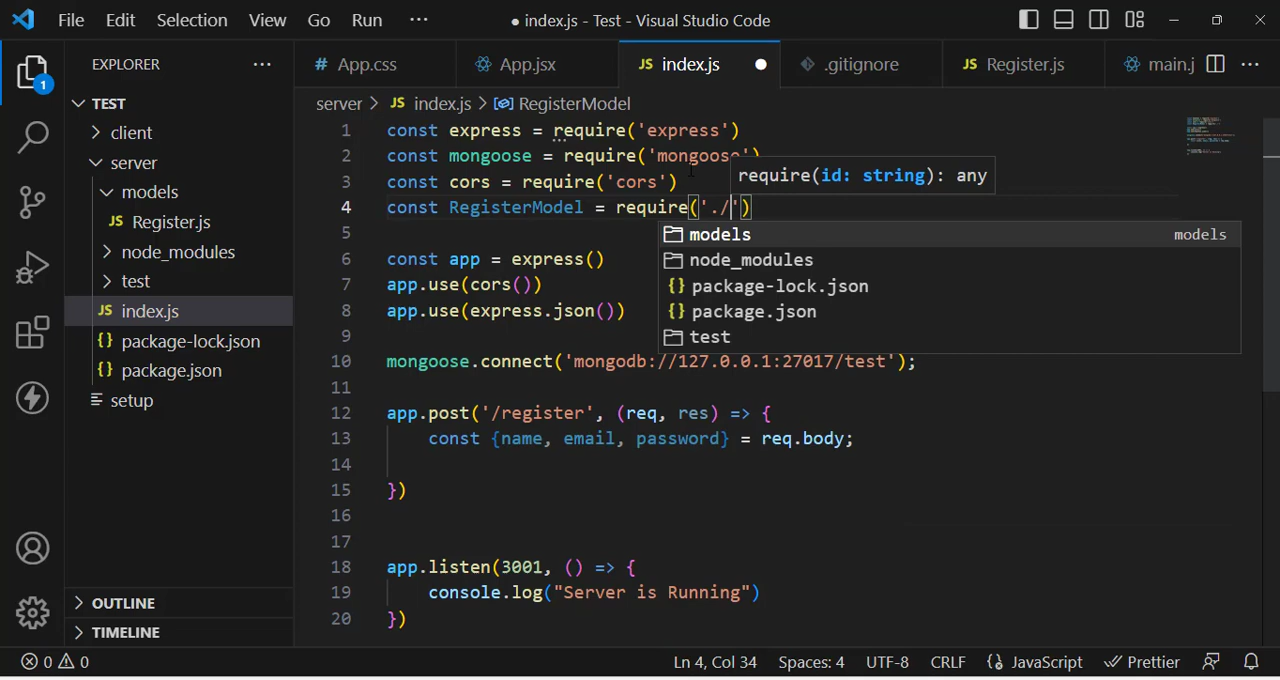 File Edit Selection View Go Run ··· ● index.js - Test - Visual Studio Code
EXPLORER ···
# App.css App.jsx JS index.js ● .gitignore JS Register.js main.j ···
1
TEST
client
server
models
JS Register.js
node_modules
test
JS index.js
{} package-lock.json
{} package.json
setup
OUTLINE
TIMELINE
server > JS index.js > RegisterModel
1 const express = require('express')
2 const mongoose = require('mongoose')
3 const cors = require('cors')
4 const RegisterModel = require('./')
5
6 const app = express()
7 app.use(cors())
8 app.use(express.json())
9
10 mongoose.connect('mongodb://127.0.0.1:27017/test');
11
12 app.post('/register', (req, res) => {
13 const {name, email, password} = req.body;
14
15 })
16
17
18 app.listen(3001, () => {
19 console.log("Server is Running")
20 })
require(id: string): any
models models
node_modules
{} package-lock.json
{} package.json
test
0 0 Ln 4, Col 34 Spaces: 4 UTF-8 CRLF {} JavaScript Prettier